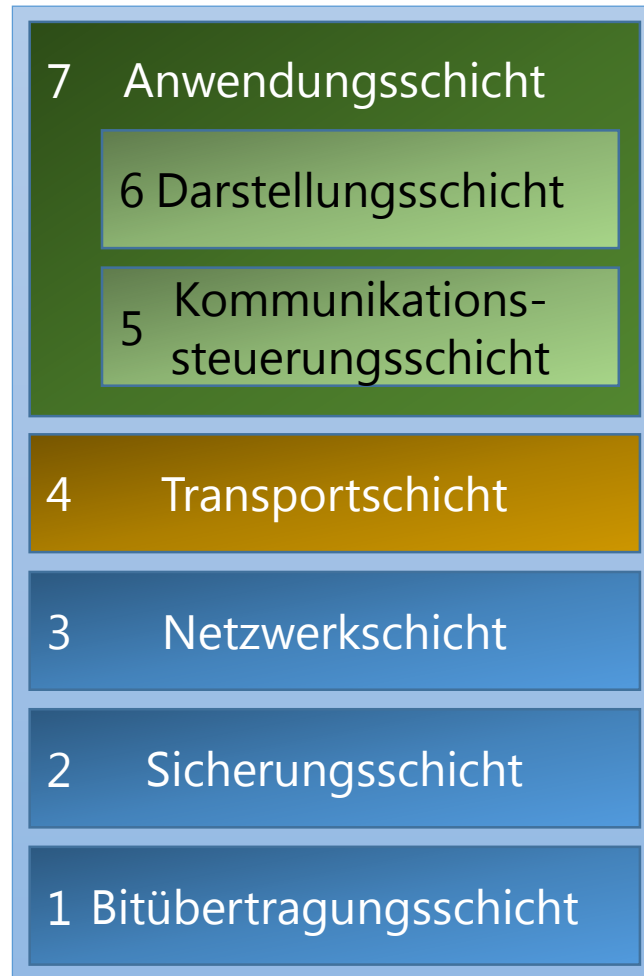 7 Anwendungsschicht
6 Darstellungsschicht
5 Kommunikations-
steuerungsschicht
4 Transportschicht
3 Netzwerkschicht
2 Sicherungsschicht
1 Bitübertragungsschicht